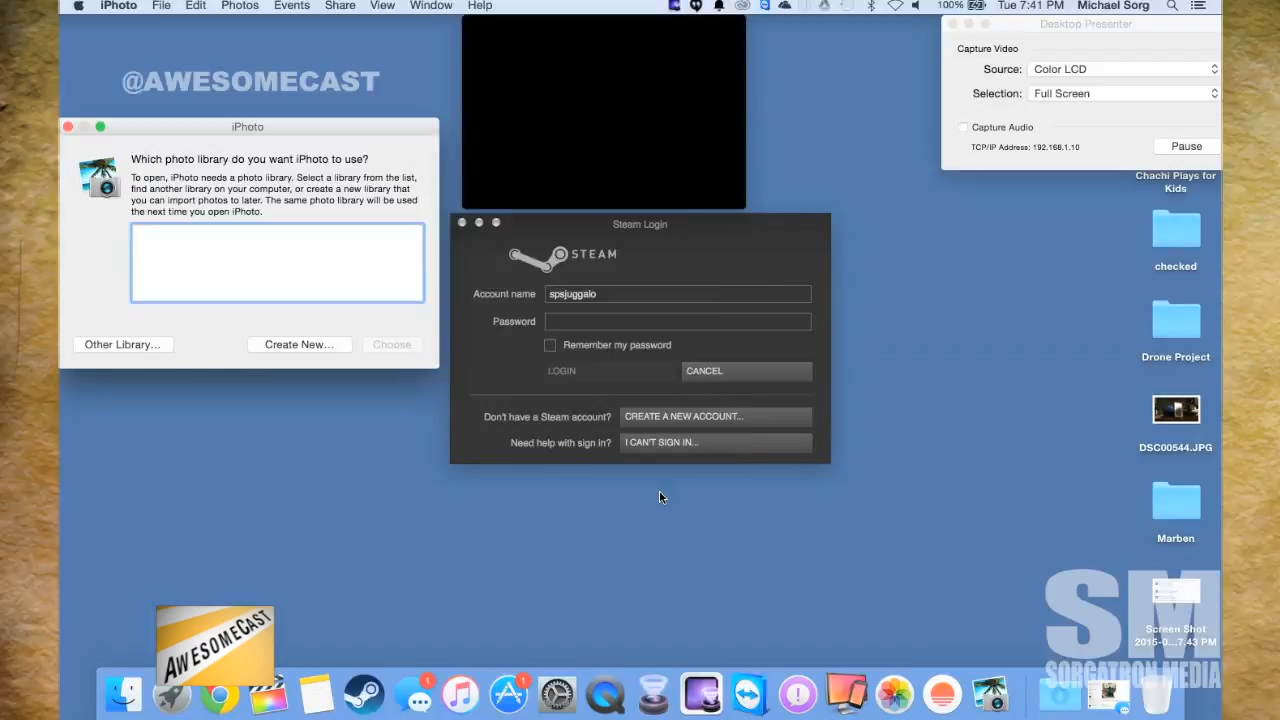 iPhoto File Edit Photos Events Share View Window Help
100% Tue 7:41 PM Michael Sorg
@AWESOMECAST
iPhoto
Which photo library do you want iPhoto to use?
To open, iPhoto needs a photo library. Select a library from the list,
find another library on your computer, or create a new library that
you can import photos to later. The same photo library will be used
the next time you open iPhoto.
Other Library...
Create New...
Choose
Steam Login
STEAM
Account name spsjuggalo
Password
Remember my password
LOGIN
CANCEL
Don't have a Steam account? CREATE A NEW ACCOUNT...
Need help with sign in? I CAN'T SIGN IN...
Desktop Presenter
Capture Video
Source: Color LCD
Selection: Full Screen
Capture Audio
TCP/IP Address: 192.168.1.10
Pause
Chachi Plays for
Kids
checked
Drone Project
DSC00544.JPG
Marben
Screen Shot
2015-0...7.43 PM
SM
SORGATRON MEDIA
AWESOMECAST
1
1